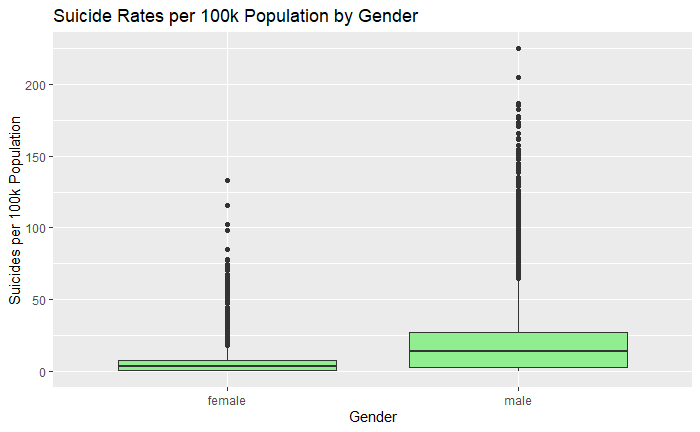 Suicide Rates per 100k Population by Gender
Suicides per 100k Population
200
150
100
50
0
female
male
Gender